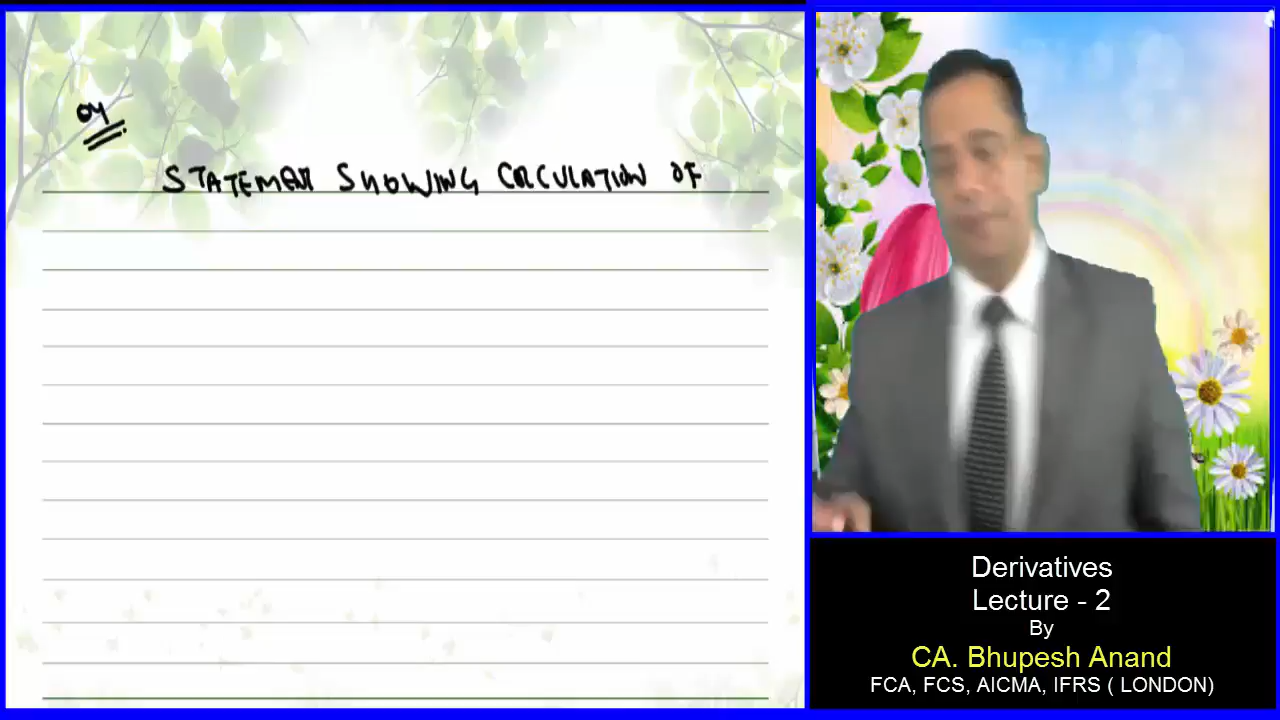 04
STATEMENT SHOWING CALCULATION OF
Derivatives
Lecture - 2
By
CA. Bhupesh Anand
FCA, FCS, AICMA, IFRS ( LONDON)